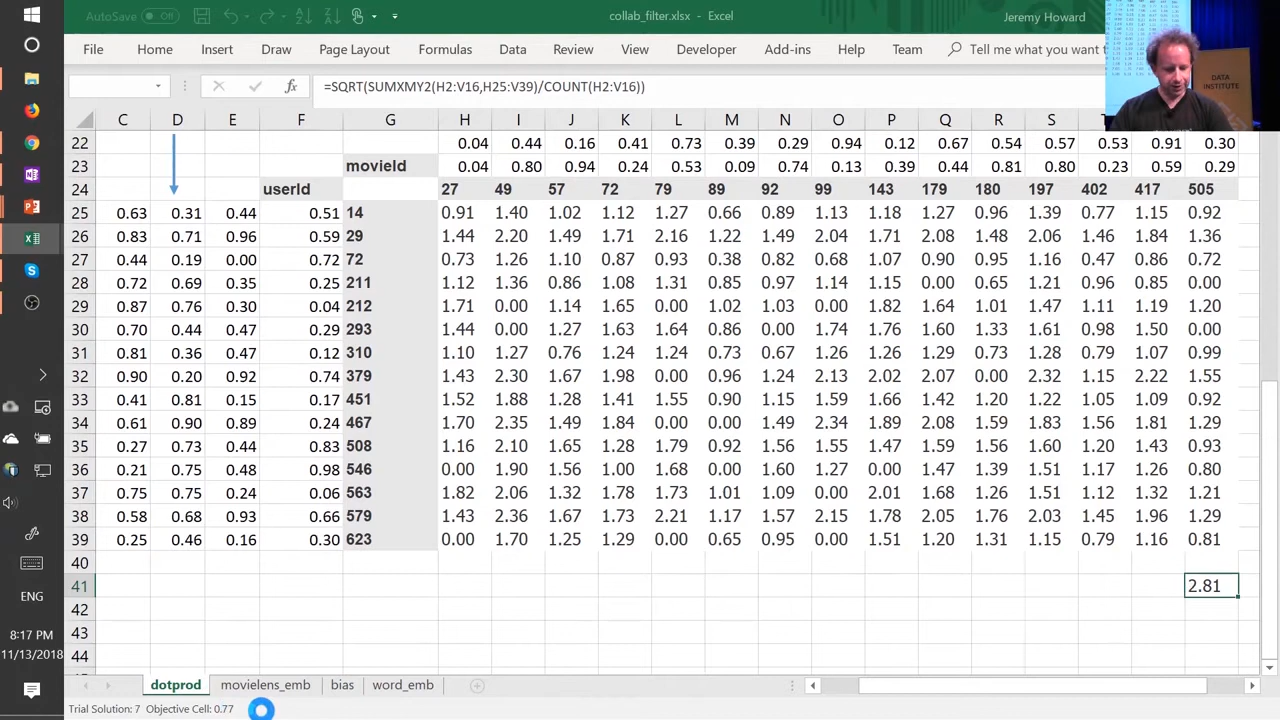 AutoSave Off
collab_filter.xlsx - Excel
Jeremy Howard
File Home Insert Draw Page Layout Formulas Data Review View Developer Add-ins Help Team Tell me what you want
DATA
INSTITUTE
=SQRT(SUMXMY2(H2:V16,H25:V39)/COUNT(H2:V16))
C D E F G H I J K L M N O P Q R S T U V
22 0.04 0.44 0.16 0.41 0.73 0.39 0.29 0.94 0.12 0.67 0.54 0.57 0.53 0.91 0.30
23 movieId 0.04 0.80 0.94 0.24 0.53 0.09 0.74 0.13 0.39 0.44 0.81 0.80 0.23 0.59 0.29
24 userId 27 49 57 72 79 89 92 99 143 179 180 197 402 417 505
25 0.63 0.31 0.44 0.51 14 0.91 1.40 1.02 1.12 1.27 0.66 0.89 1.13 1.18 1.27 0.96 1.39 0.77 1.15 0.92
26 0.83 0.71 0.96 0.59 29 1.44 2.20 1.49 1.71 2.16 1.22 1.49 2.04 1.71 2.08 1.48 2.06 1.46 1.84 1.36
27 0.44 0.19 0.00 0.72 72 0.73 1.26 1.10 0.87 0.93 0.38 0.82 0.68 1.07 0.90 0.95 1.16 0.47 0.86 0.72
28 0.72 0.69 0.35 0.25 211 1.12 1.36 0.86 1.08 1.31 0.85 0.97 1.14 1.15 0.00 0.65 1.21 0.96 0.85 0.00
29 0.87 0.76 0.30 0.04 212 1.71 0.00 1.14 1.65 0.00 1.02 1.03 0.00 1.82 1.64 1.01 1.47 1.11 1.19 1.20
30 0.70 0.44 0.47 0.29 293 1.44 0.00 1.27 1.63 1.64 0.86 0.00 1.74 1.76 1.60 1.33 1.61 0.98 1.50 0.00
31 0.81 0.36 0.47 0.12 310 1.10 1.27 0.76 1.24 1.24 0.73 0.67 1.26 1.26 1.29 0.73 1.28 0.79 1.07 0.99
32 0.90 0.20 0.92 0.74 379 1.43 2.30 1.67 1.98 0.00 0.96 1.24 2.13 2.02 2.07 0.00 2.32 1.15 2.22 1.55
33 0.41 0.81 0.15 0.17 451 1.52 1.88 1.28 1.41 1.55 0.90 1.15 1.59 1.66 1.42 1.20 1.22 1.05 1.09 0.92
34 0.61 0.90 0.89 0.24 467 1.70 2.35 1.49 1.84 0.00 0.00 1.49 2.34 1.89 2.08 1.59 1.83 1.56 1.81 1.29
35 0.27 0.73 0.44 0.83 508 1.16 2.10 1.65 1.28 1.79 0.92 1.56 1.55 1.47 1.59 1.56 1.60 1.20 1.43 0.93
36 0.21 0.75 0.48 0.98 546 0.00 1.90 1.56 1.00 1.68 0.00 1.60 1.27 0.00 1.47 1.39 1.51 1.17 1.26 0.80
37 0.75 0.75 0.24 0.06 563 1.82 2.06 1.32 1.78 1.73 1.01 1.09 0.00 2.01 1.68 1.26 1.51 1.12 1.32 1.21
38 0.58 0.68 0.93 0.66 579 1.43 2.36 1.67 1.73 2.21 1.17 1.57 2.15 1.78 2.05 1.76 2.03 1.45 1.96 1.29
39 0.25 0.46 0.16 0.30 623 0.00 1.70 1.25 1.29 0.00 0.65 0.95 0.00 1.51 1.20 1.31 1.15 0.79 1.16 0.81
40
41 2.81
42
43
44
ENG
8:17 PM
11/13/2018
dotprod movielens_emb bias word_emb
Trial Solution: 7 Objective Cell: 0.77